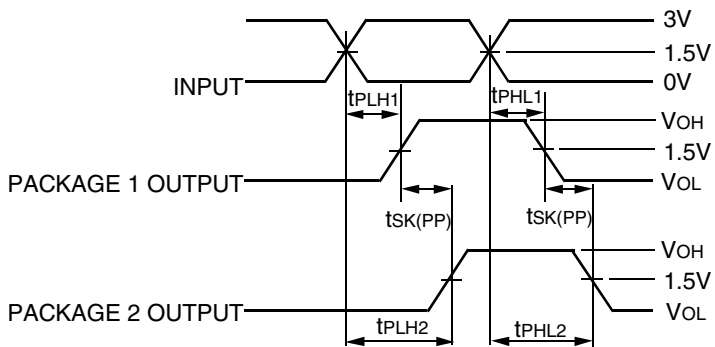 3V
1.5V
INPUT
0V
tPLH1
tPHL1
VOH
1.5V
PACKAGE 1 OUTPUT
VOL
tSK(PP)
tSK(PP)
VOH
1.5V
PACKAGE 2 OUTPUT
VOL
tPLH2
tPHL2